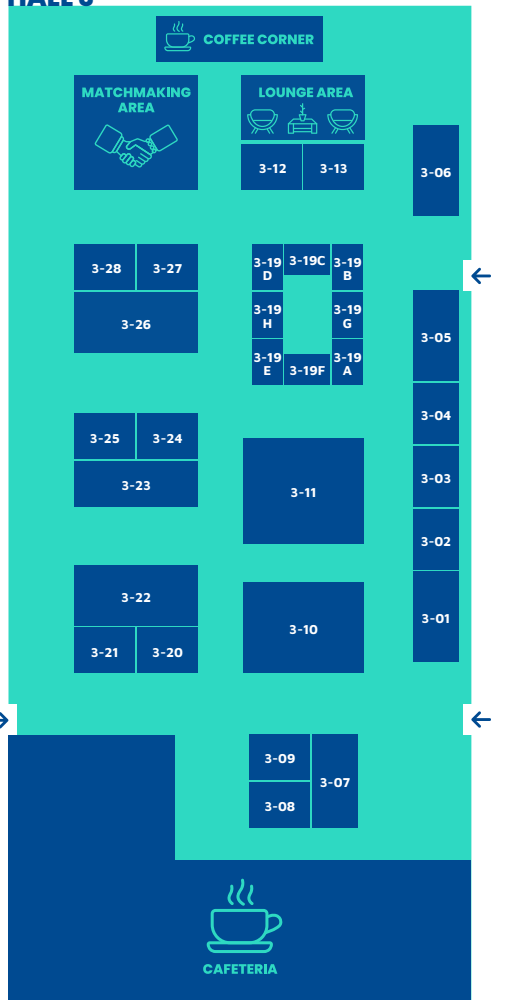 HALL 3
COFFEE CORNER
MATCHMAKING
AREA
LOUNGE AREA
3-12
3-13
3-06
3-28
3-27
3-26
3-19
D
3-19C
3-19
B
3-19
H
3-19
G
3-19
E
3-19F
3-19
A
3-05
3-04
3-03
3-02
3-01
3-25
3-24
3-23
3-11
3-22
3-21
3-20
3-10
3-09
3-08
3-07
CAFETERIA